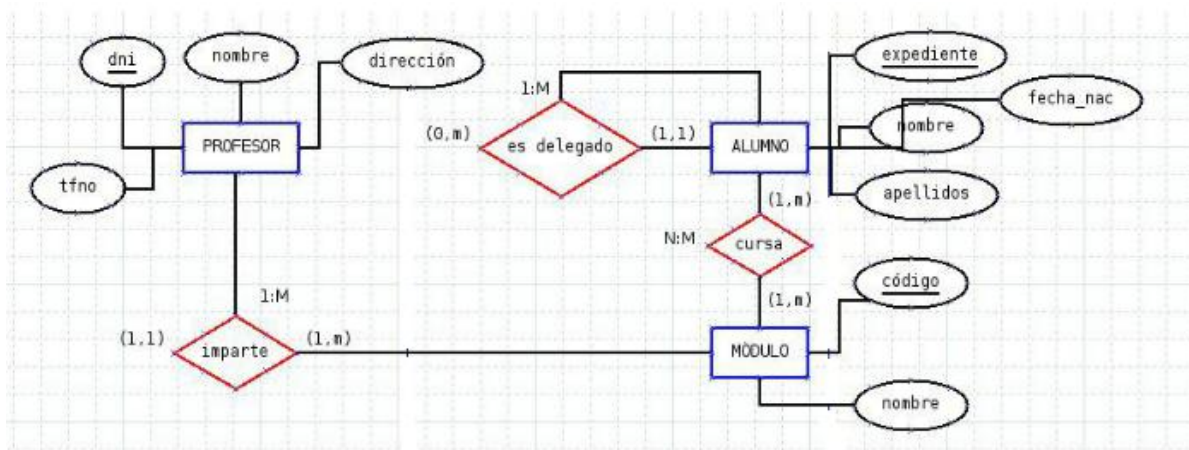 dni
nombre
dirección
PROFESOR
tfno
1:M
(1,1)
imparte
(1,m)
1:M
(0,m)
es delegado
(1,1)
ALUMNO
expediente
fecha_nac
nombre
apellidos
(1,m)
N:M
cursa
(1,m)
MÓDULO
código
nombre